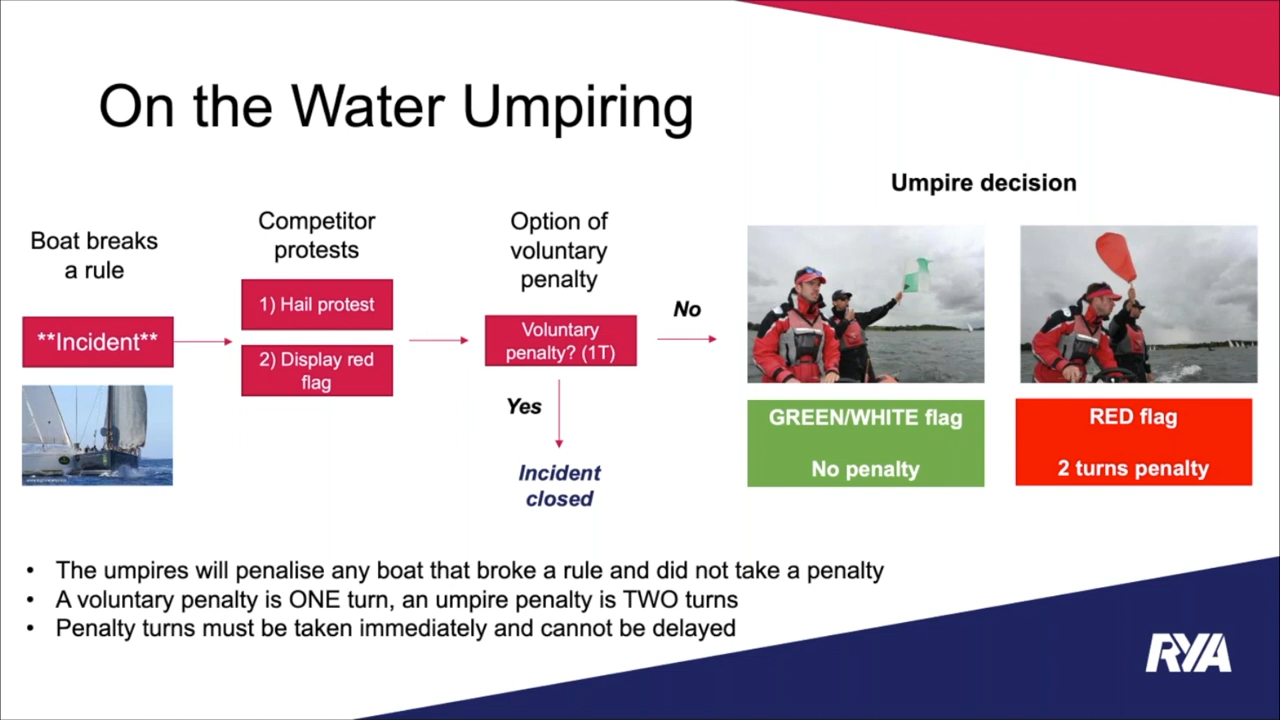 On the Water Umpiring
Boat breaks
a rule
**Incident**
Competitor
protests
1) Hail protest
2) Display red
flag
Option of
voluntary
penalty
Voluntary
penalty? (1T)
Yes
Incident
closed
No
Umpire decision
GREEN/WHITE flag
No penalty
RED flag
2 turns penalty
• The umpires will penalise any boat that broke a rule and did not take a penalty
• A voluntary penalty is ONE turn, an umpire penalty is TWO turns
• Penalty turns must be taken immediately and cannot be delayed
RYA